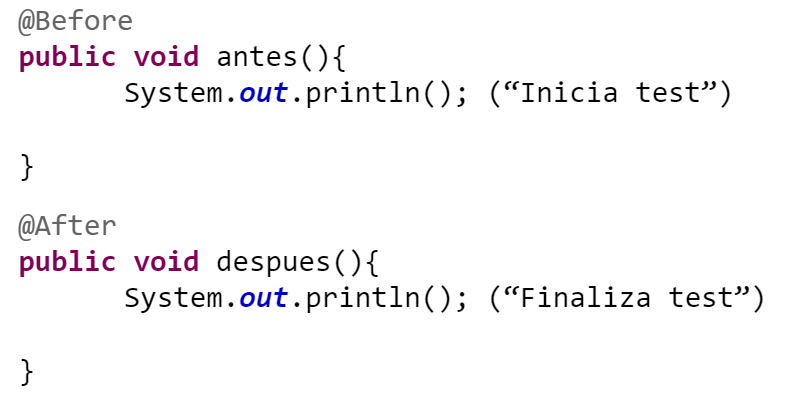 @Before
public void antes(){
System.out.println(); (“Inicia test”)
}
@After
public void despues(){
System.out.println(); (“Finaliza test”)
}